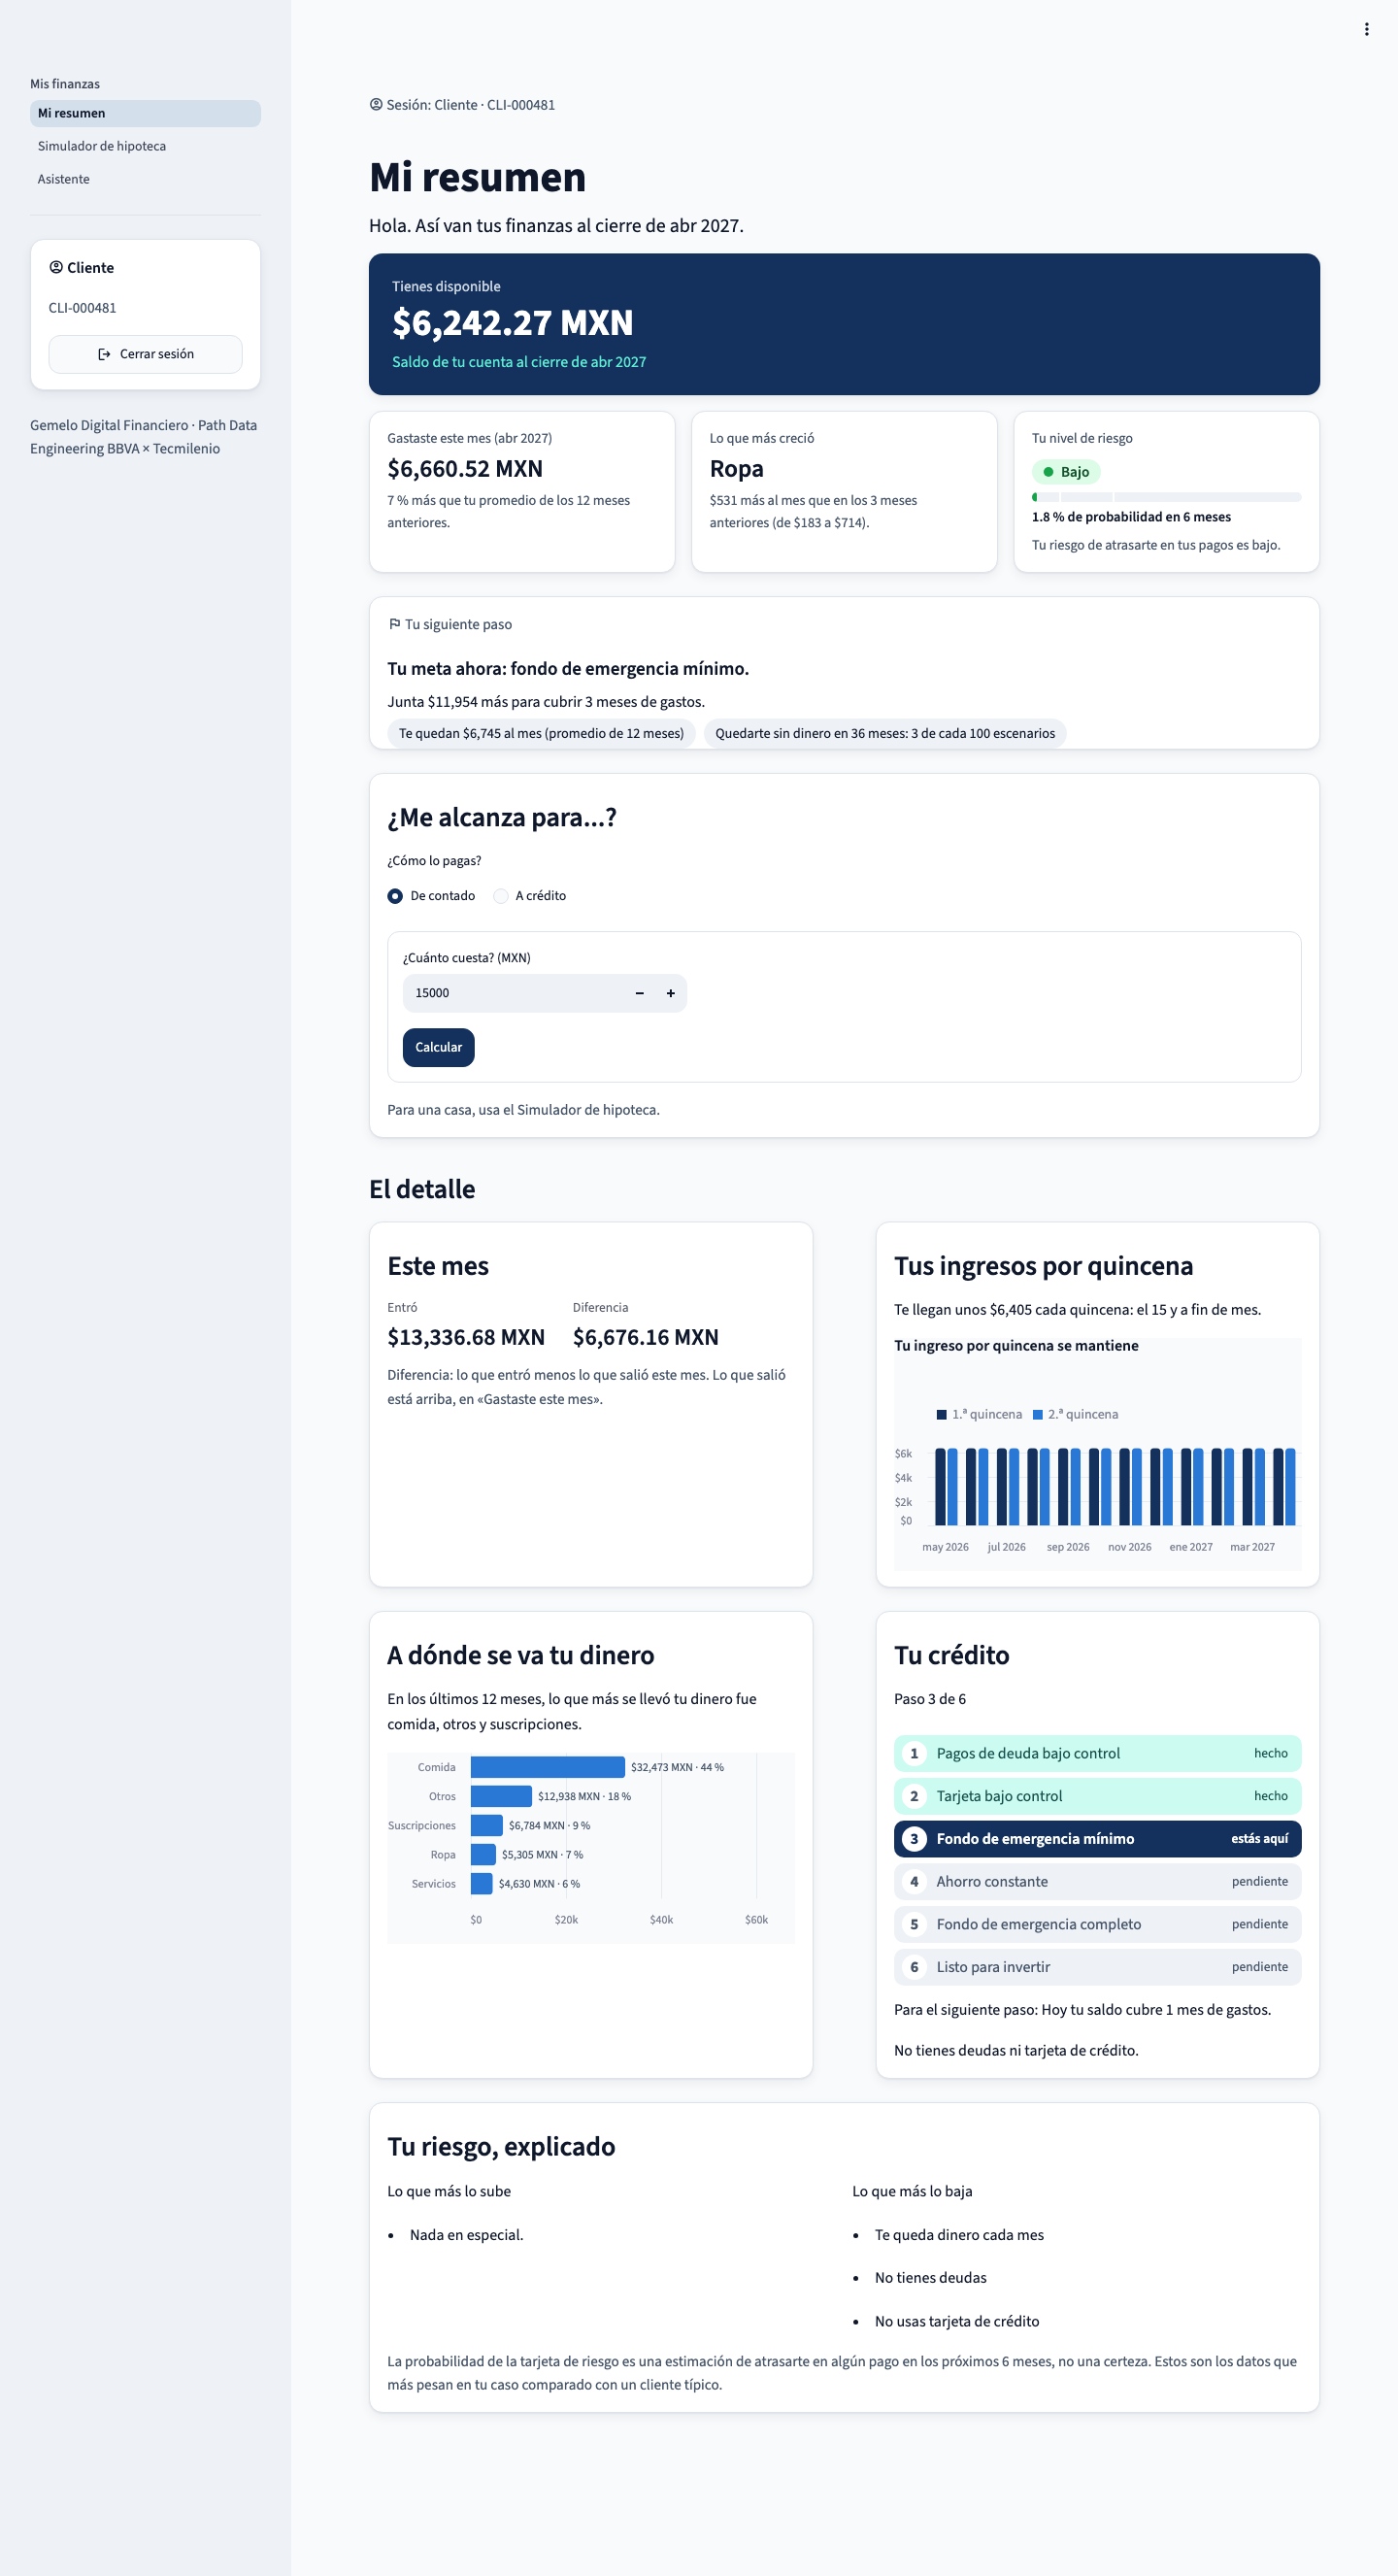 Mis finanzas
Mi resumen
Simulador de hipoteca
Asistente
Cliente
CLI-000481
Cerrar sesión
Gemelo Digital Financiero · Path Data
Engineering BBVA × Tecmilenio
Sesión: Cliente · CLI-000481
Mi resumen
Hola. Así van tus finanzas al cierre de abr 2027.
Tienes disponible
$6,242.27 MXN
Saldo de tu cuenta al cierre de abr 2027
Gastaste este mes (abr 2027)
$6,660.52 MXN
7 % más que tu promedio de los 12 meses
anteriores.
Lo que más creció
Ropa
$531 más al mes que en los 3 meses
anteriores (de $183 a $714).
Tu nivel de riesgo
Bajo
1.8 % de probabilidad en 6 meses
Tu riesgo de atrasarte en tus pagos es bajo.
Tu siguiente paso
Tu meta ahora: fondo de emergencia mínimo.
Junta $11,954 más para cubrir 3 meses de gastos.
Te quedan $6,745 al mes (promedio de 12 meses)
Quedarte sin dinero en 36 meses: 3 de cada 100 escenarios
¿Me alcanza para...?
¿Cómo lo pagas?
De contado
A crédito
¿Cuánto cuesta? (MXN)
15000
Calcular
Para una casa, usa el Simulador de hipoteca.
El detalle
Este mes
Entró
$13,336.68 MXN
Diferencia
$6,676.16 MXN
Diferencia: lo que entró menos lo que salió este mes. Lo que salió
está arriba, en «Gastaste este mes».
Tus ingresos por quincena
Te llegan unos $6,405 cada quincena: el 15 y a fin de mes.
Tu ingreso por quincena se mantiene
1.ª quincena
2.ª quincena
$6k
$4k
$2k
$0
may 2026
jul 2026
sep 2026
nov 2026
ene 2027
mar 2027
A dónde se va tu dinero
En los últimos 12 meses, lo que más se llevó tu dinero fue
comida, otros y suscripciones.
Comida
$32,473 MXN · 44 %
Otros
$12,938 MXN · 18 %
Suscripciones
$6,784 MXN · 9 %
Ropa
$5,305 MXN · 7 %
Servicios
$4,630 MXN · 6 %
$0
$20k
$40k
$60k
Tu crédito
Paso 3 de 6
1 Pagos de deuda bajo control hecho
2 Tarjeta bajo control hecho
3 Fondo de emergencia mínimo estás aquí
4 Ahorro constante pendiente
5 Fondo de emergencia completo pendiente
6 Listo para invertir pendiente
Para el siguiente paso: Hoy tu saldo cubre 1 mes de gastos.
No tienes deudas ni tarjeta de crédito.
Tu riesgo, explicado
Lo que más lo sube
Nada en especial.
Lo que más lo baja
Te queda dinero cada mes
No tienes deudas
No usas tarjeta de crédito
La probabilidad de la tarjeta de riesgo es una estimación de atrasarte en algún pago en los próximos 6 meses, no una certeza. Estos son los datos que
más pesan en tu caso comparado con un cliente típico.